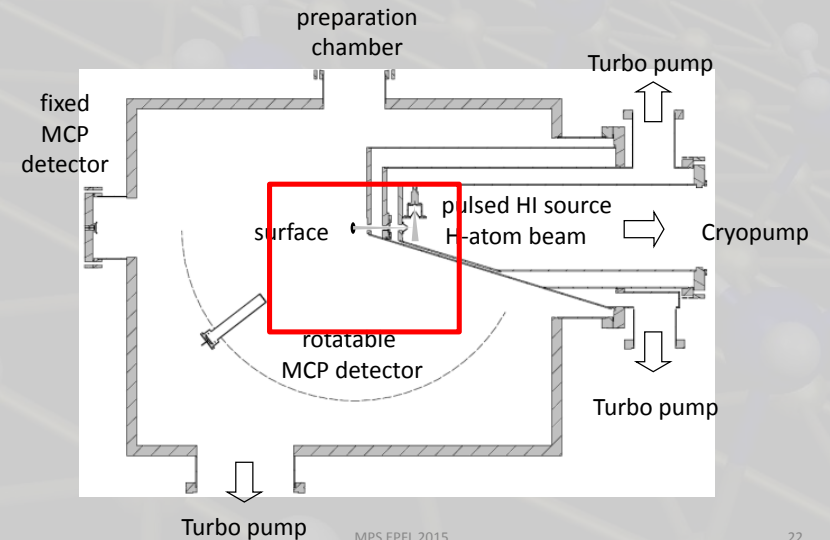 preparation
chamber
Turbo pump
fixed
MCP
detector
pulsed HI source
surface
H-atom beam
Cryopump
rotatable
MCP detector
Turbo pump
Turbo pump
MPS EPFL 2015
22